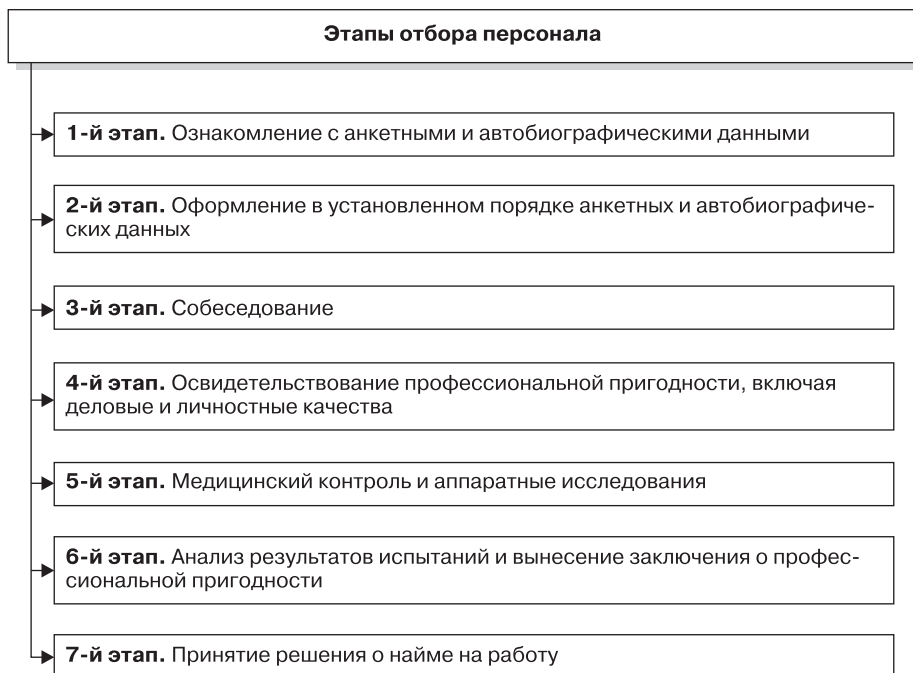 Этапы отбора персонала
1-й этап. Ознакомление с анкетными и автобиографическими данными
2-й этап. Оформление в установленном порядке анкетных и автобиографиче-
ских данных
3-й этап. Собеседование
4-й этап. Освидетельствование профессиональной пригодности, включая
деловые и личностные качества
5-й этап. Медицинский контроль и аппаратные исследования
6-й этап. Анализ результатов испытаний и вынесение заключения о профес-
сиональной пригодности
7-й этап. Принятие решения о найме на работу